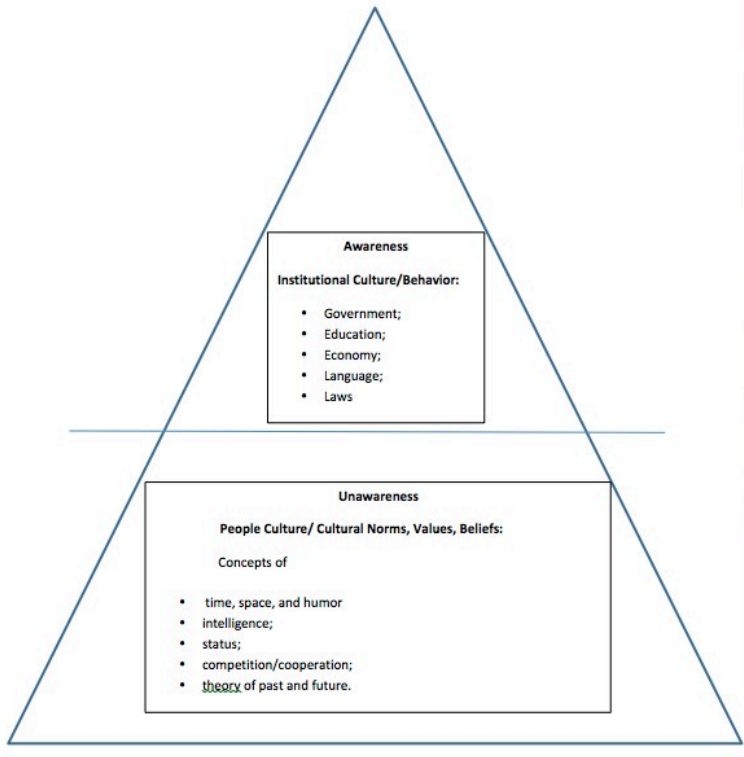 Awareness
Institutional Culture/Behavior:
• Government;
• Education;
• Economy;
• Language;
• Laws
Unawareness
People Culture/ Cultural Norms, Values, Beliefs:
Concepts of
• time, space, and humor
• intelligence;
• status;
• competition/cooperation;
• theory of past and future.